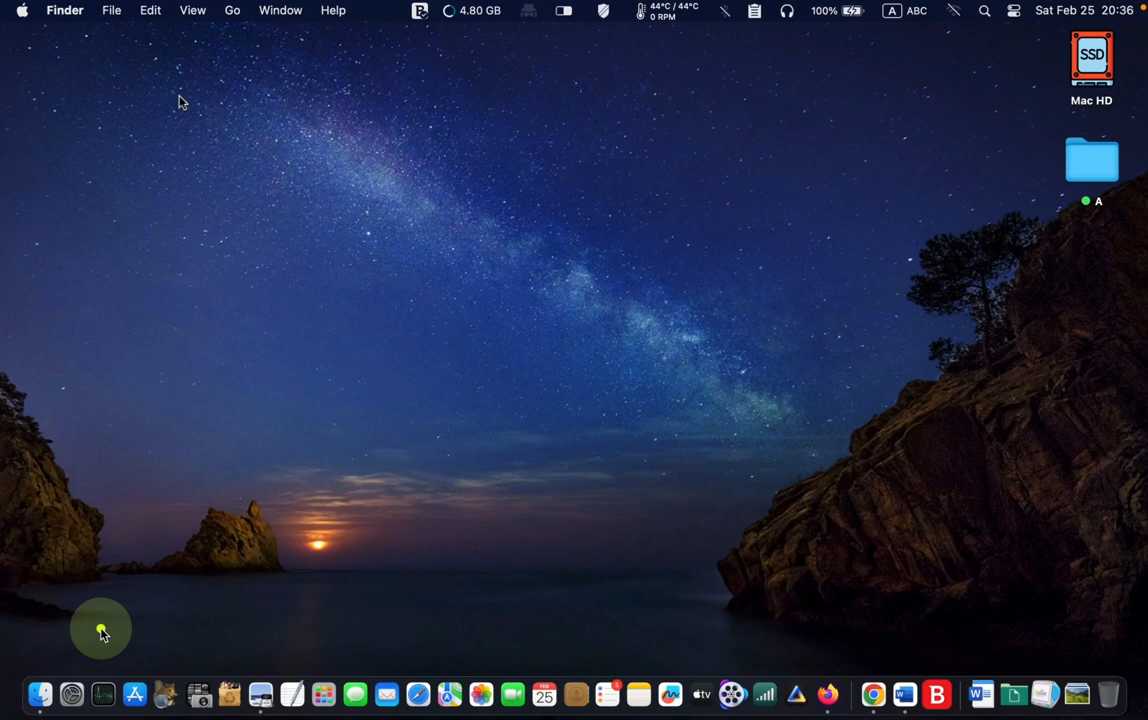 Finder File Edit View Go Window Help 4.80 GB 44°C / 44°C 100% A ABC Sat Feb 25 20:36
0 RPM
SSD
Mac HD
A
FEB
25
tv
B